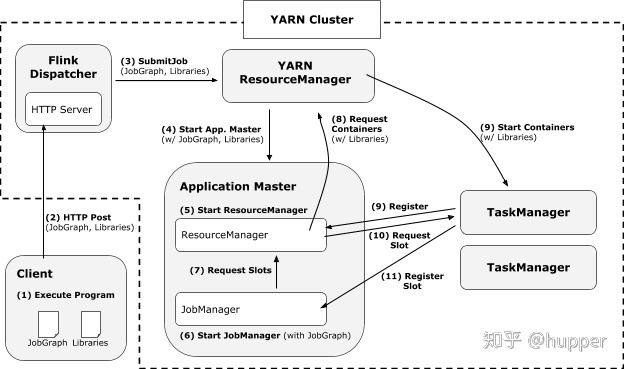 YARN Cluster
Flink
Dispatcher
HTTP Server
(3) SubmitJob
(JobGraph, Libraries)
YARN
ResourceManager
(4) Start App. Master
(w/ JobGraph, Libraries)
(8) Request
Containers
(w/ Libraries)
(9) Start Containers
(w/ Libraries)
(2) HTTP Post
(JobGraph, Libraries)
Application Master
(5) Start ResourceManager
ResourceManager
(9) Register
(10) Request
Slot
TaskManager
(7) Request Slots
(11) Register
Slot
TaskManager
Client
(1) Execute Program
JobGraph
Libraries
JobManager
(6) Start JobManager (with JobGraph)
知乎 @hupper